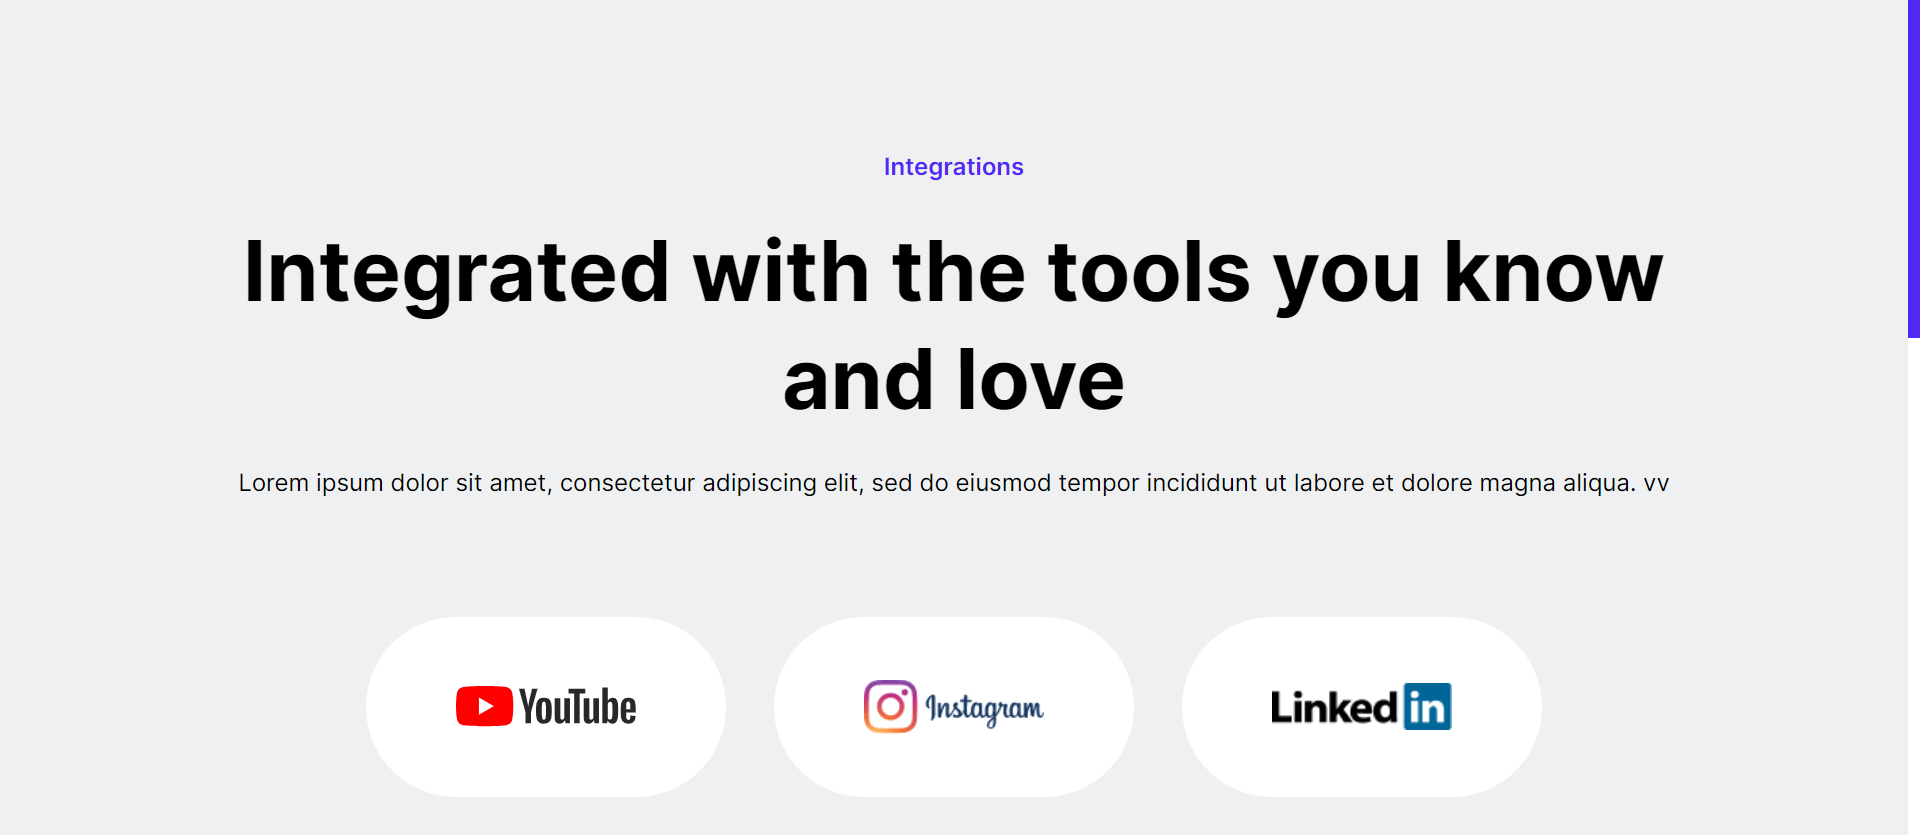 Integrations
Integrated with the tools you know
and love
Lorem ipsum dolor sit amet, consectetur adipiscing elit, sed do eiusmod tempor incididunt ut labore et dolore magna aliqua. vv
YouTube
Instagram
Linkedin